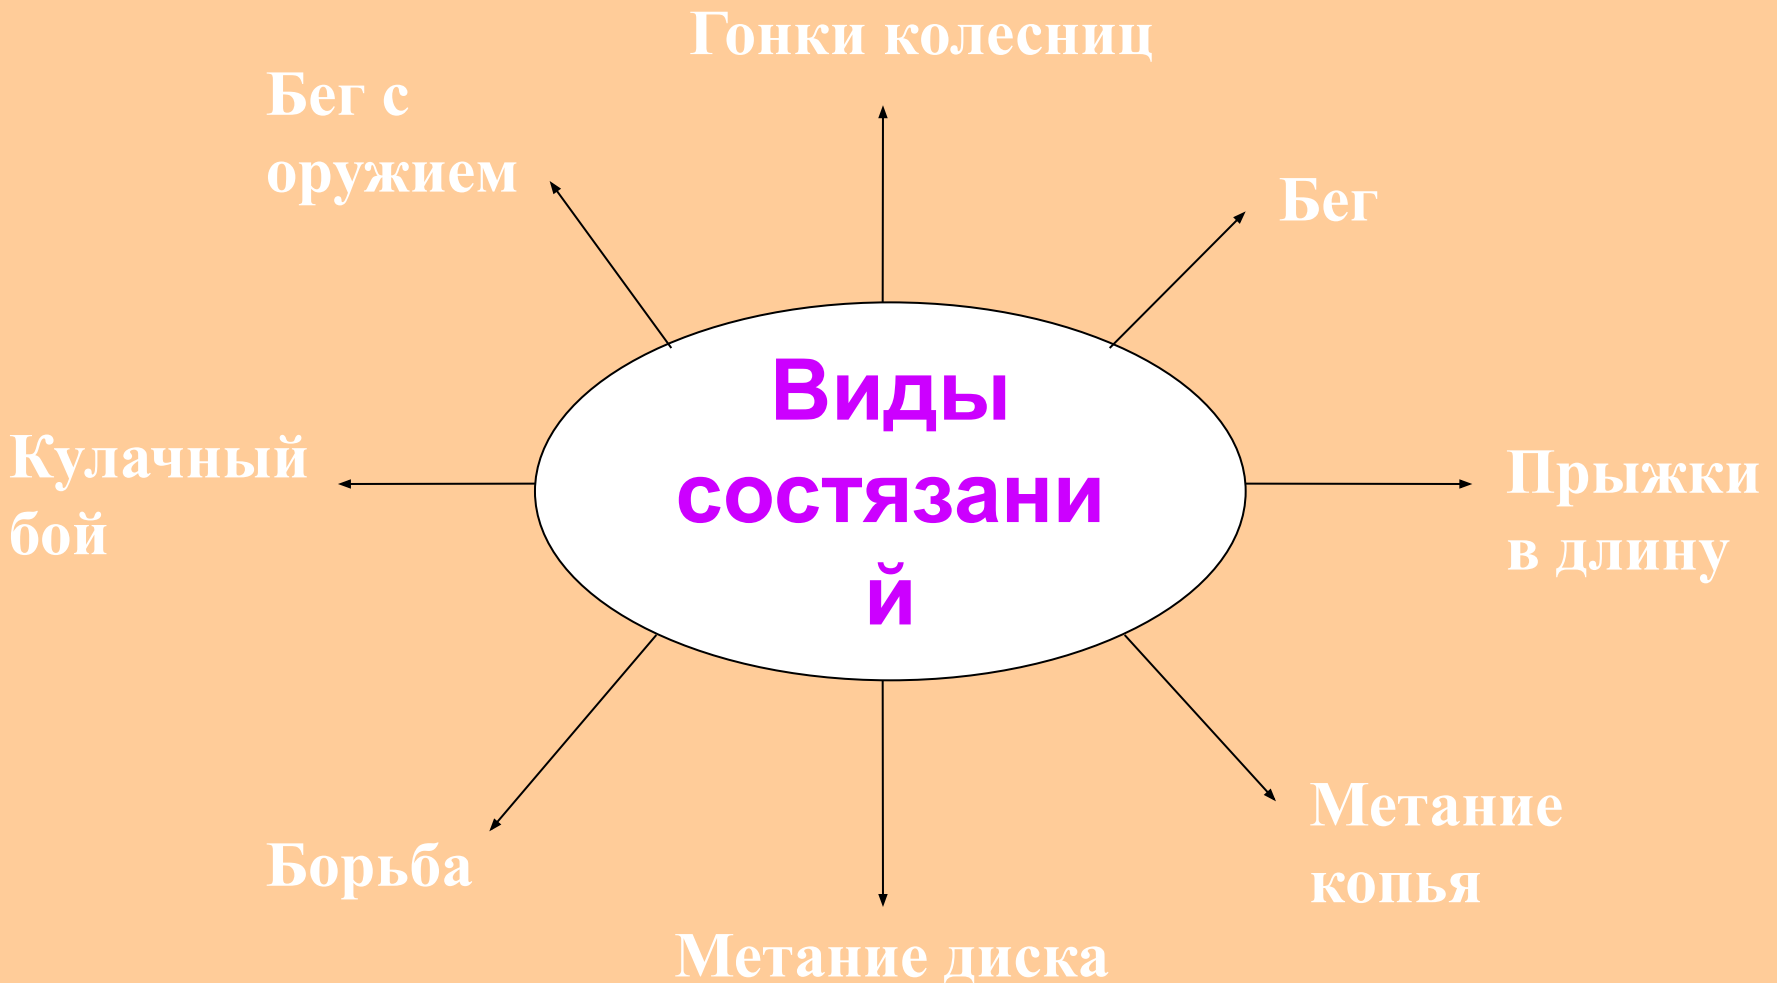 Гонки колесниц
Бег с
оружием
Бег
Виды
состязани
й
Кулачный
бой
Прыжки
в длину
Метание
копья
Борьба
Метание диска